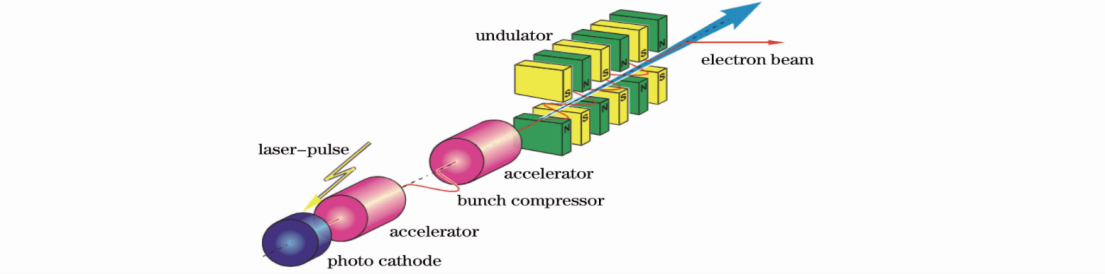 undulator
electron beam
laser-pulse
accelerator
bunch compressor
accelerator
photo cathode
N
S
N
S
N
S
S
N
S
N
S
N